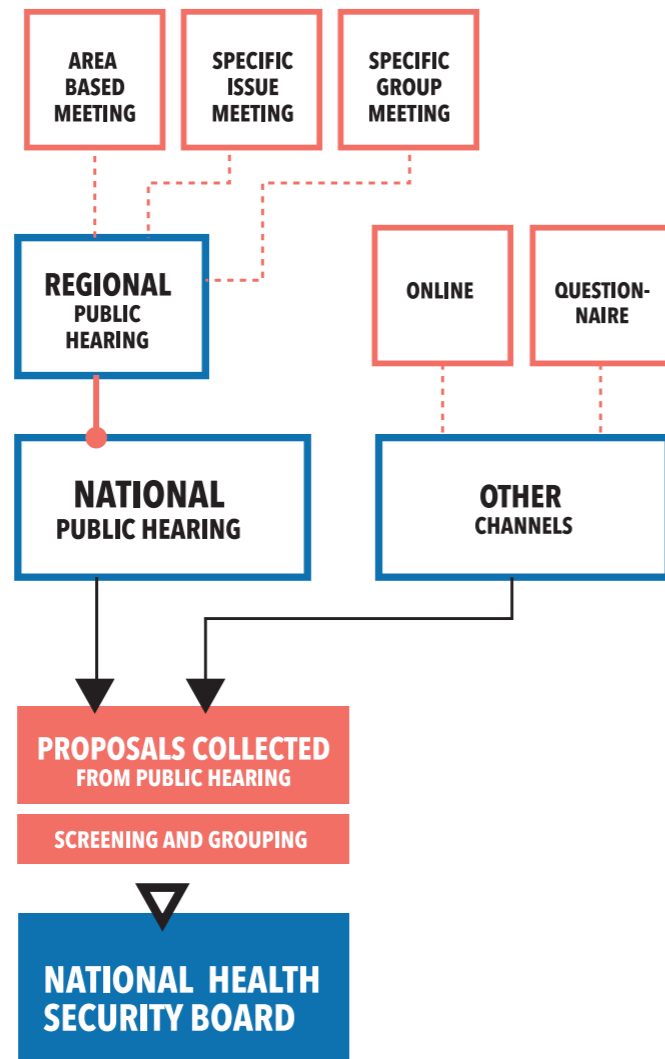 AREA
BASED
MEETING
SPECIFIC
ISSUE
MEETING
SPECIFIC
GROUP
MEETING
REGIONAL
PUBLIC
HEARING
ONLINE
QUESTION-
NAIRE
NATIONAL
PUBLIC HEARING
OTHER
CHANNELS
PROPOSALS COLLECTED
FROM PUBLIC HEARING
SCREENING AND GROUPING
NATIONAL HEALTH
SECURITY BOARD